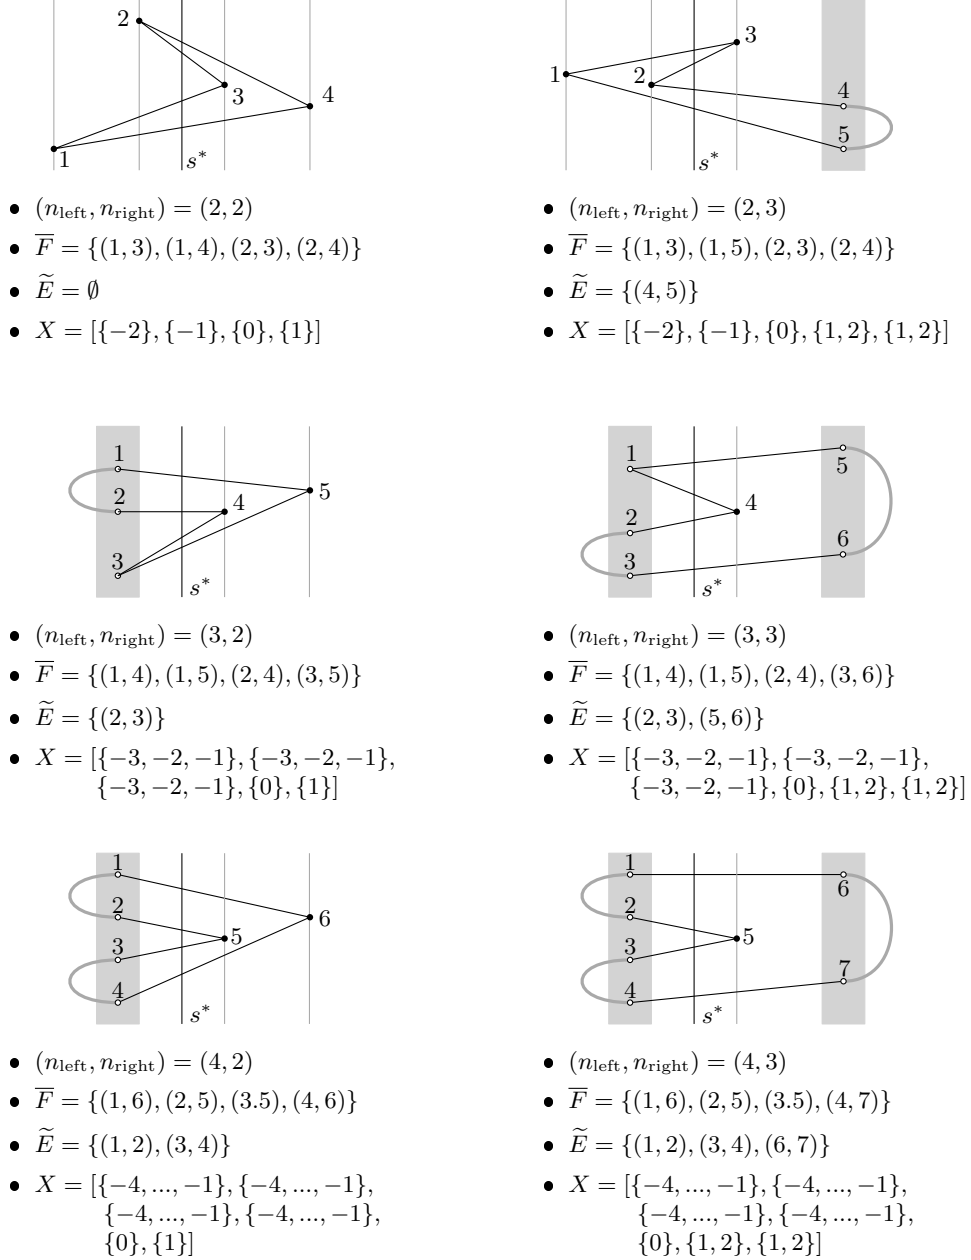 2
3
4
1
s*
3
1
2
4
5
s*
• (n_left, n_right) = (2, 2)
• F̅ = {(1, 3), (1, 4), (2, 3), (2, 4)}
• Ẽ = ∅
• X = [{−2}, {−1}, {0}, {1}]
• (n_left, n_right) = (2, 3)
• F̅ = {(1, 3), (1, 5), (2, 3), (2, 4)}
• Ẽ = {(4, 5)}
• X = [{−2}, {−1}, {0}, {1, 2}, {1, 2}]
1
2
3
4
5
s*
1
2
3
4
5
6
s*
• (n_left, n_right) = (3, 2)
• F̅ = {(1, 4), (1, 5), (2, 4), (3, 5)}
• Ẽ = {(2, 3)}
• X = [{−3, −2, −1}, {−3, −2, −1},
{−3, −2, −1}, {0}, {1}]
• (n_left, n_right) = (3, 3)
• F̅ = {(1, 4), (1, 5), (2, 4), (3, 6)}
• Ẽ = {(2, 3), (5, 6)}
• X = [{−3, −2, −1}, {−3, −2, −1},
{−3, −2, −1}, {0}, {1, 2}, {1, 2}]
1
2
3
4
5
6
s*
1
2
3
4
5
6
7
s*
• (n_left, n_right) = (4, 2)
• F̅ = {(1, 6), (2, 5), (3.5), (4, 6)}
• Ẽ = {(1, 2), (3, 4)}
• X = [{−4, ..., −1}, {−4, ..., −1},
{−4, ..., −1}, {−4, ..., −1},
{0}, {1}]
• (n_left, n_right) = (4, 3)
• F̅ = {(1, 6), (2, 5), (3.5), (4, 7)}
• Ẽ = {(1, 2), (3, 4), (6, 7)}
• X = [{−4, ..., −1}, {−4, ..., −1},
{−4, ..., −1}, {−4, ..., −1},
{0}, {1, 2}, {1, 2}]